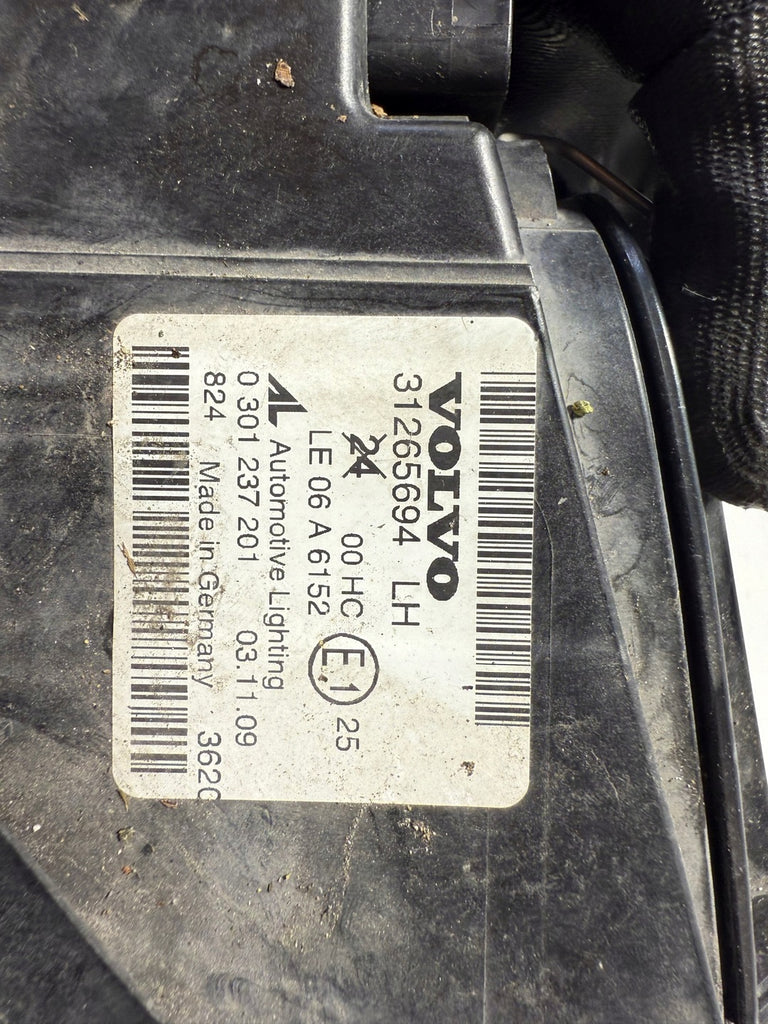 VOLVO
31265694 LH
24 00 HC E1 25
LE 06 A 6152
AL Automotive Lighting
0 301 237 201 03.11.09
824 Made in Germany 3620